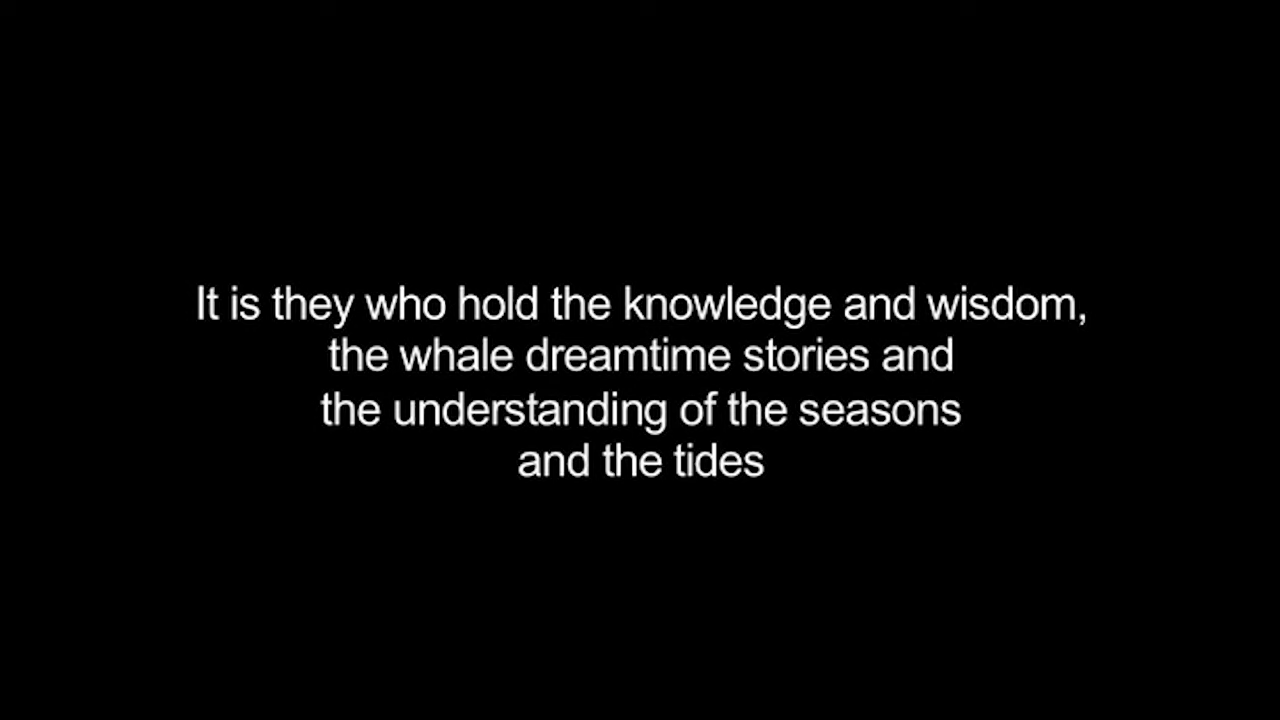 It is they who hold the knowledge and wisdom,
the whale dreamtime stories and
the understanding of the seasons
and the tides